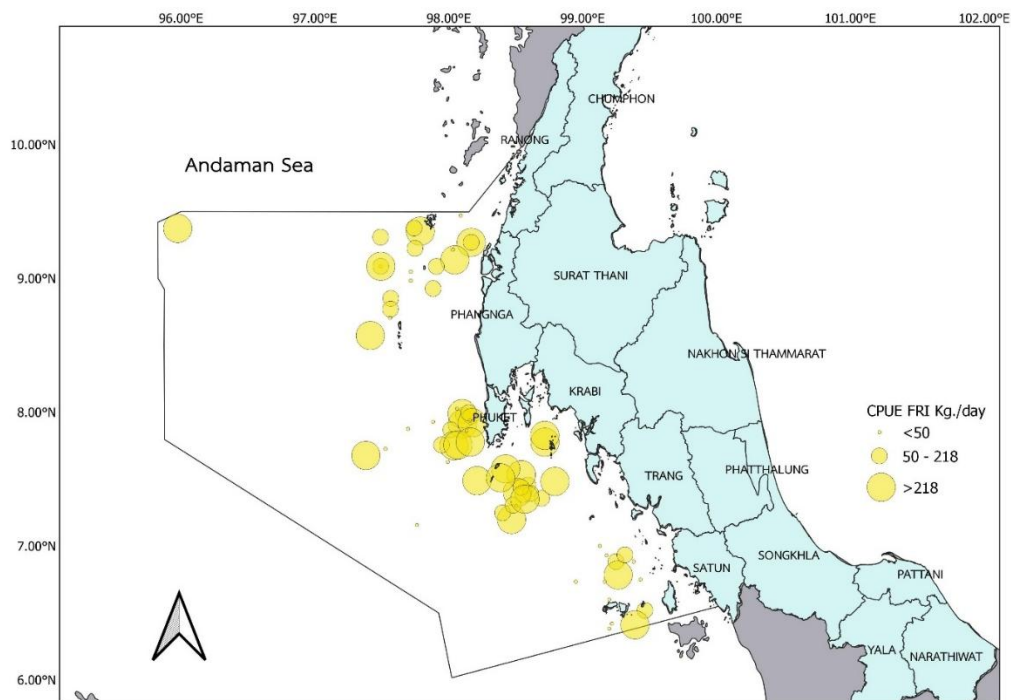 96.00°E 97.00°E 98.00°E 99.00°E 100.00°E 101.00°E 102.00°E
CHUMPHON
RANONG
10.00°N
Andaman Sea
9.00°N
SURAT THANI
PHANGNGA
NAKHON SI THAMMARAT
KRABI
8.00°N
PHUKET
CPUE FRI Kg./day
<50
50 - 218
>218
PHATTHALUNG
TRANG
7.00°N
SONGKHLA
SATUN
PATTANI
YALA
NARATHIWAT
6.00°N